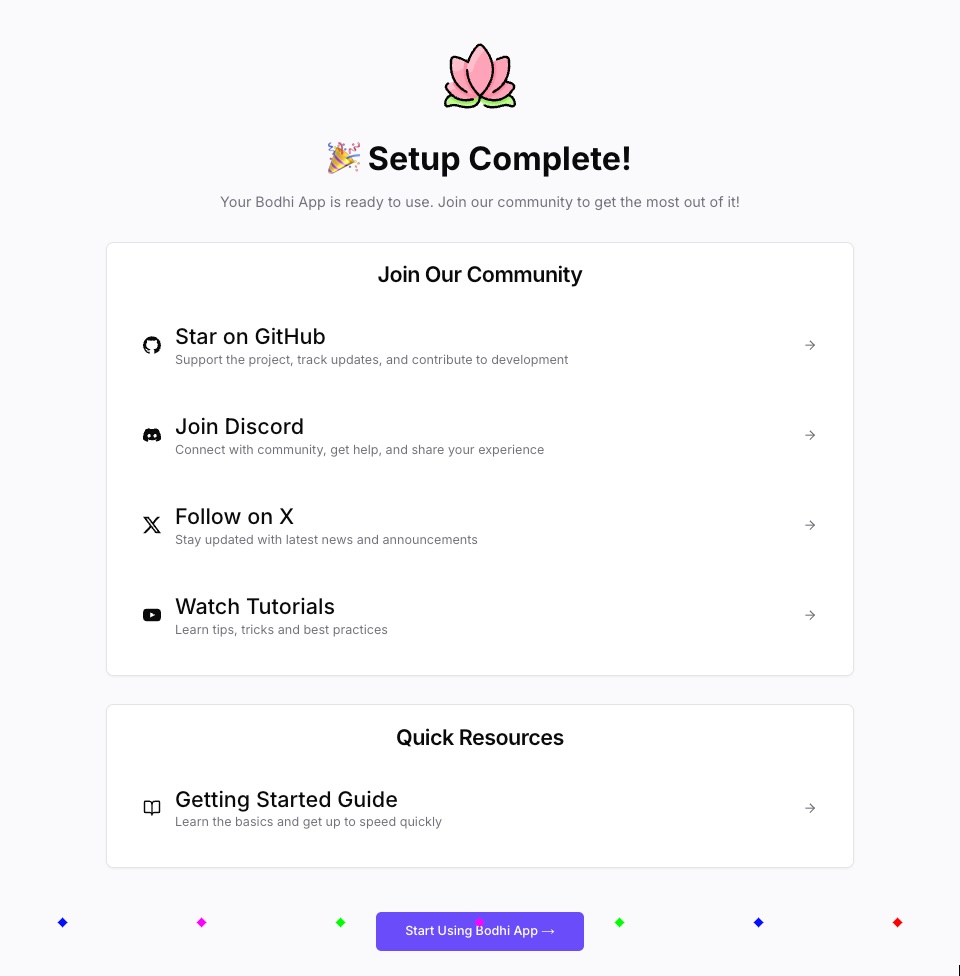 🎉 Setup Complete!
Your Bodhi App is ready to use. Join our community to get the most out of it!
Join Our Community
Star on GitHub
Support the project, track updates, and contribute to development
Join Discord
Connect with community, get help, and share your experience
Follow on X
Stay updated with latest news and announcements
Watch Tutorials
Learn tips, tricks and best practices
Quick Resources
Getting Started Guide
Learn the basics and get up to speed quickly
Start Using Bodhi App →